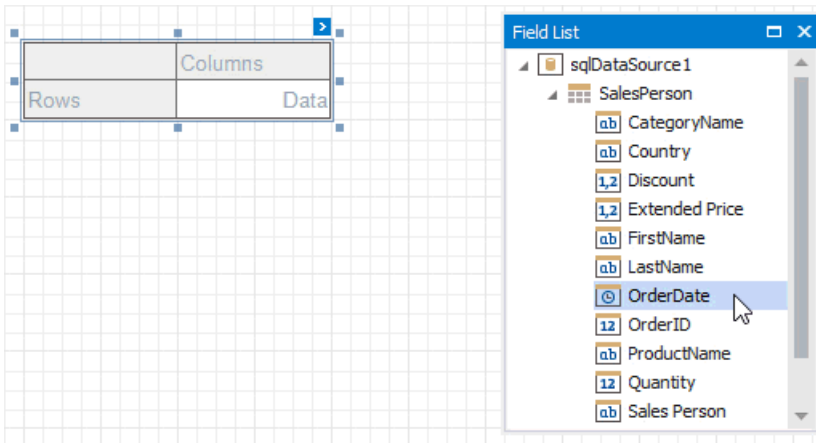 Columns
Rows Data
Field List
sqlDataSource1
SalesPerson
ab CategoryName
ab Country
1,2 Discount
1,2 Extended Price
ab FirstName
ab LastName
OrderDate
12 OrderID
ab ProductName
12 Quantity
ab Sales Person